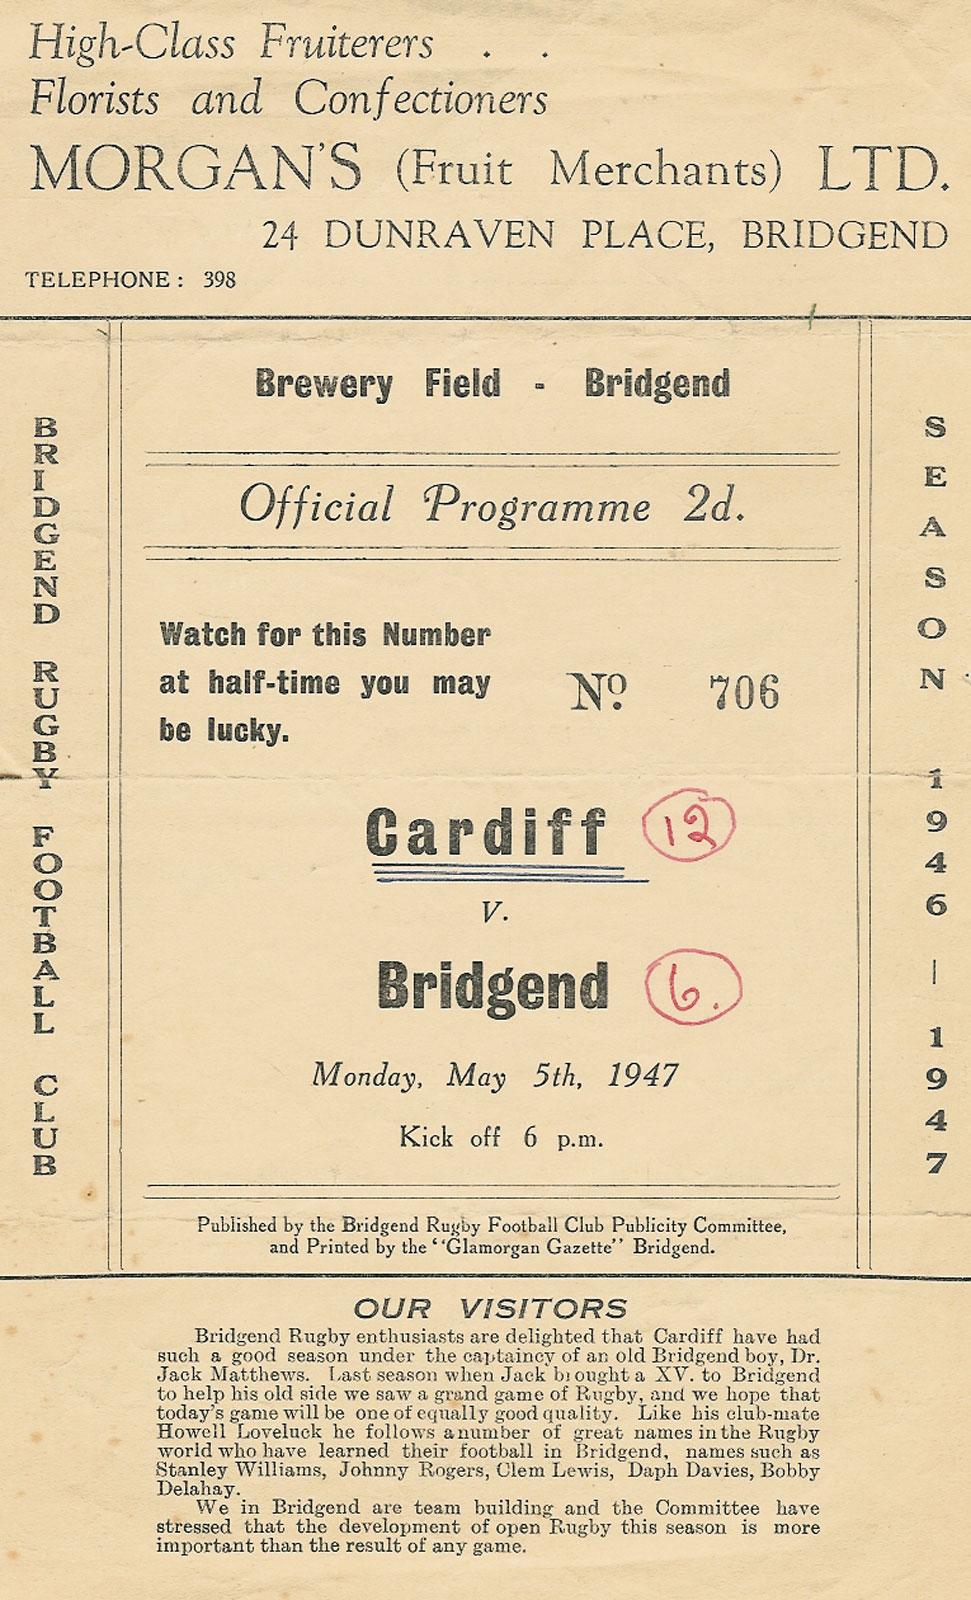 High-Class Fruiterers . .
Florists and Confectioners
MORGAN'S (Fruit Merchants) LTD.
24 DUNRAVEN PLACE, BRIDGEND
TELEPHONE: 398
BRIDGEND RUGBY FOOTBALL CLUB
Brewery Field - Bridgend
Official Programme 2d.
Watch for this Number
at half-time you may
be lucky.
No. 706
Cardiff 12
V.
Bridgend 6.
Monday, May 5th, 1947
Kick off 6 p.m.
Published by the Bridgend Rugby Football Club Publicity Committee,
and Printed by the "Glamorgan Gazette" Bridgend.
SEASON 1946-1947
OUR VISITORS
Bridgend Rugby enthusiasts are delighted that Cardiff have had
such a good season under the captaincy of an old Bridgend boy, Dr.
Jack Matthews. Last season when Jack brought a XV. to Bridgend
to help his old side we saw a grand game of Rugby, and we hope that
today's game will be one of equally good quality. Like his club-mate
Howell Loveluck he follows a number of great names in the Rugby
world who have learned their football in Bridgend, names such as
Stanley Williams, Johnny Rogers, Clem Lewis, Daph Davies, Bobby
Delahay.
We in Bridgend are team building and the Committee have
stressed that the development of open Rugby this season is more
important than the result of any game.